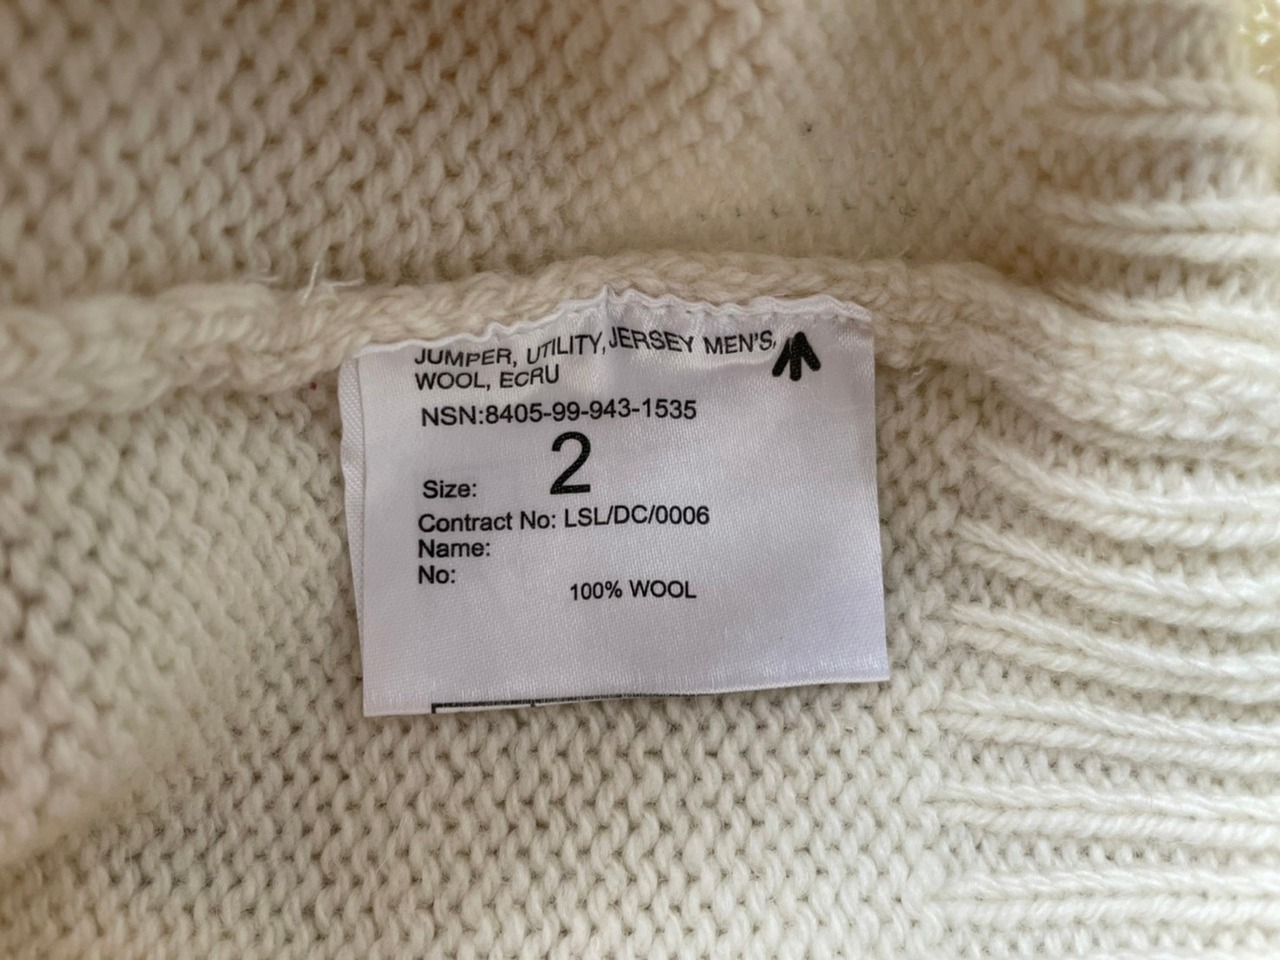 JUMPER, UTILITY, JERSEY MEN'S,
WOOL, ECRU
NSN:8405-99-943-1535
Size: 2
Contract No: LSL/DC/0006
Name:
No:
100% WOOL